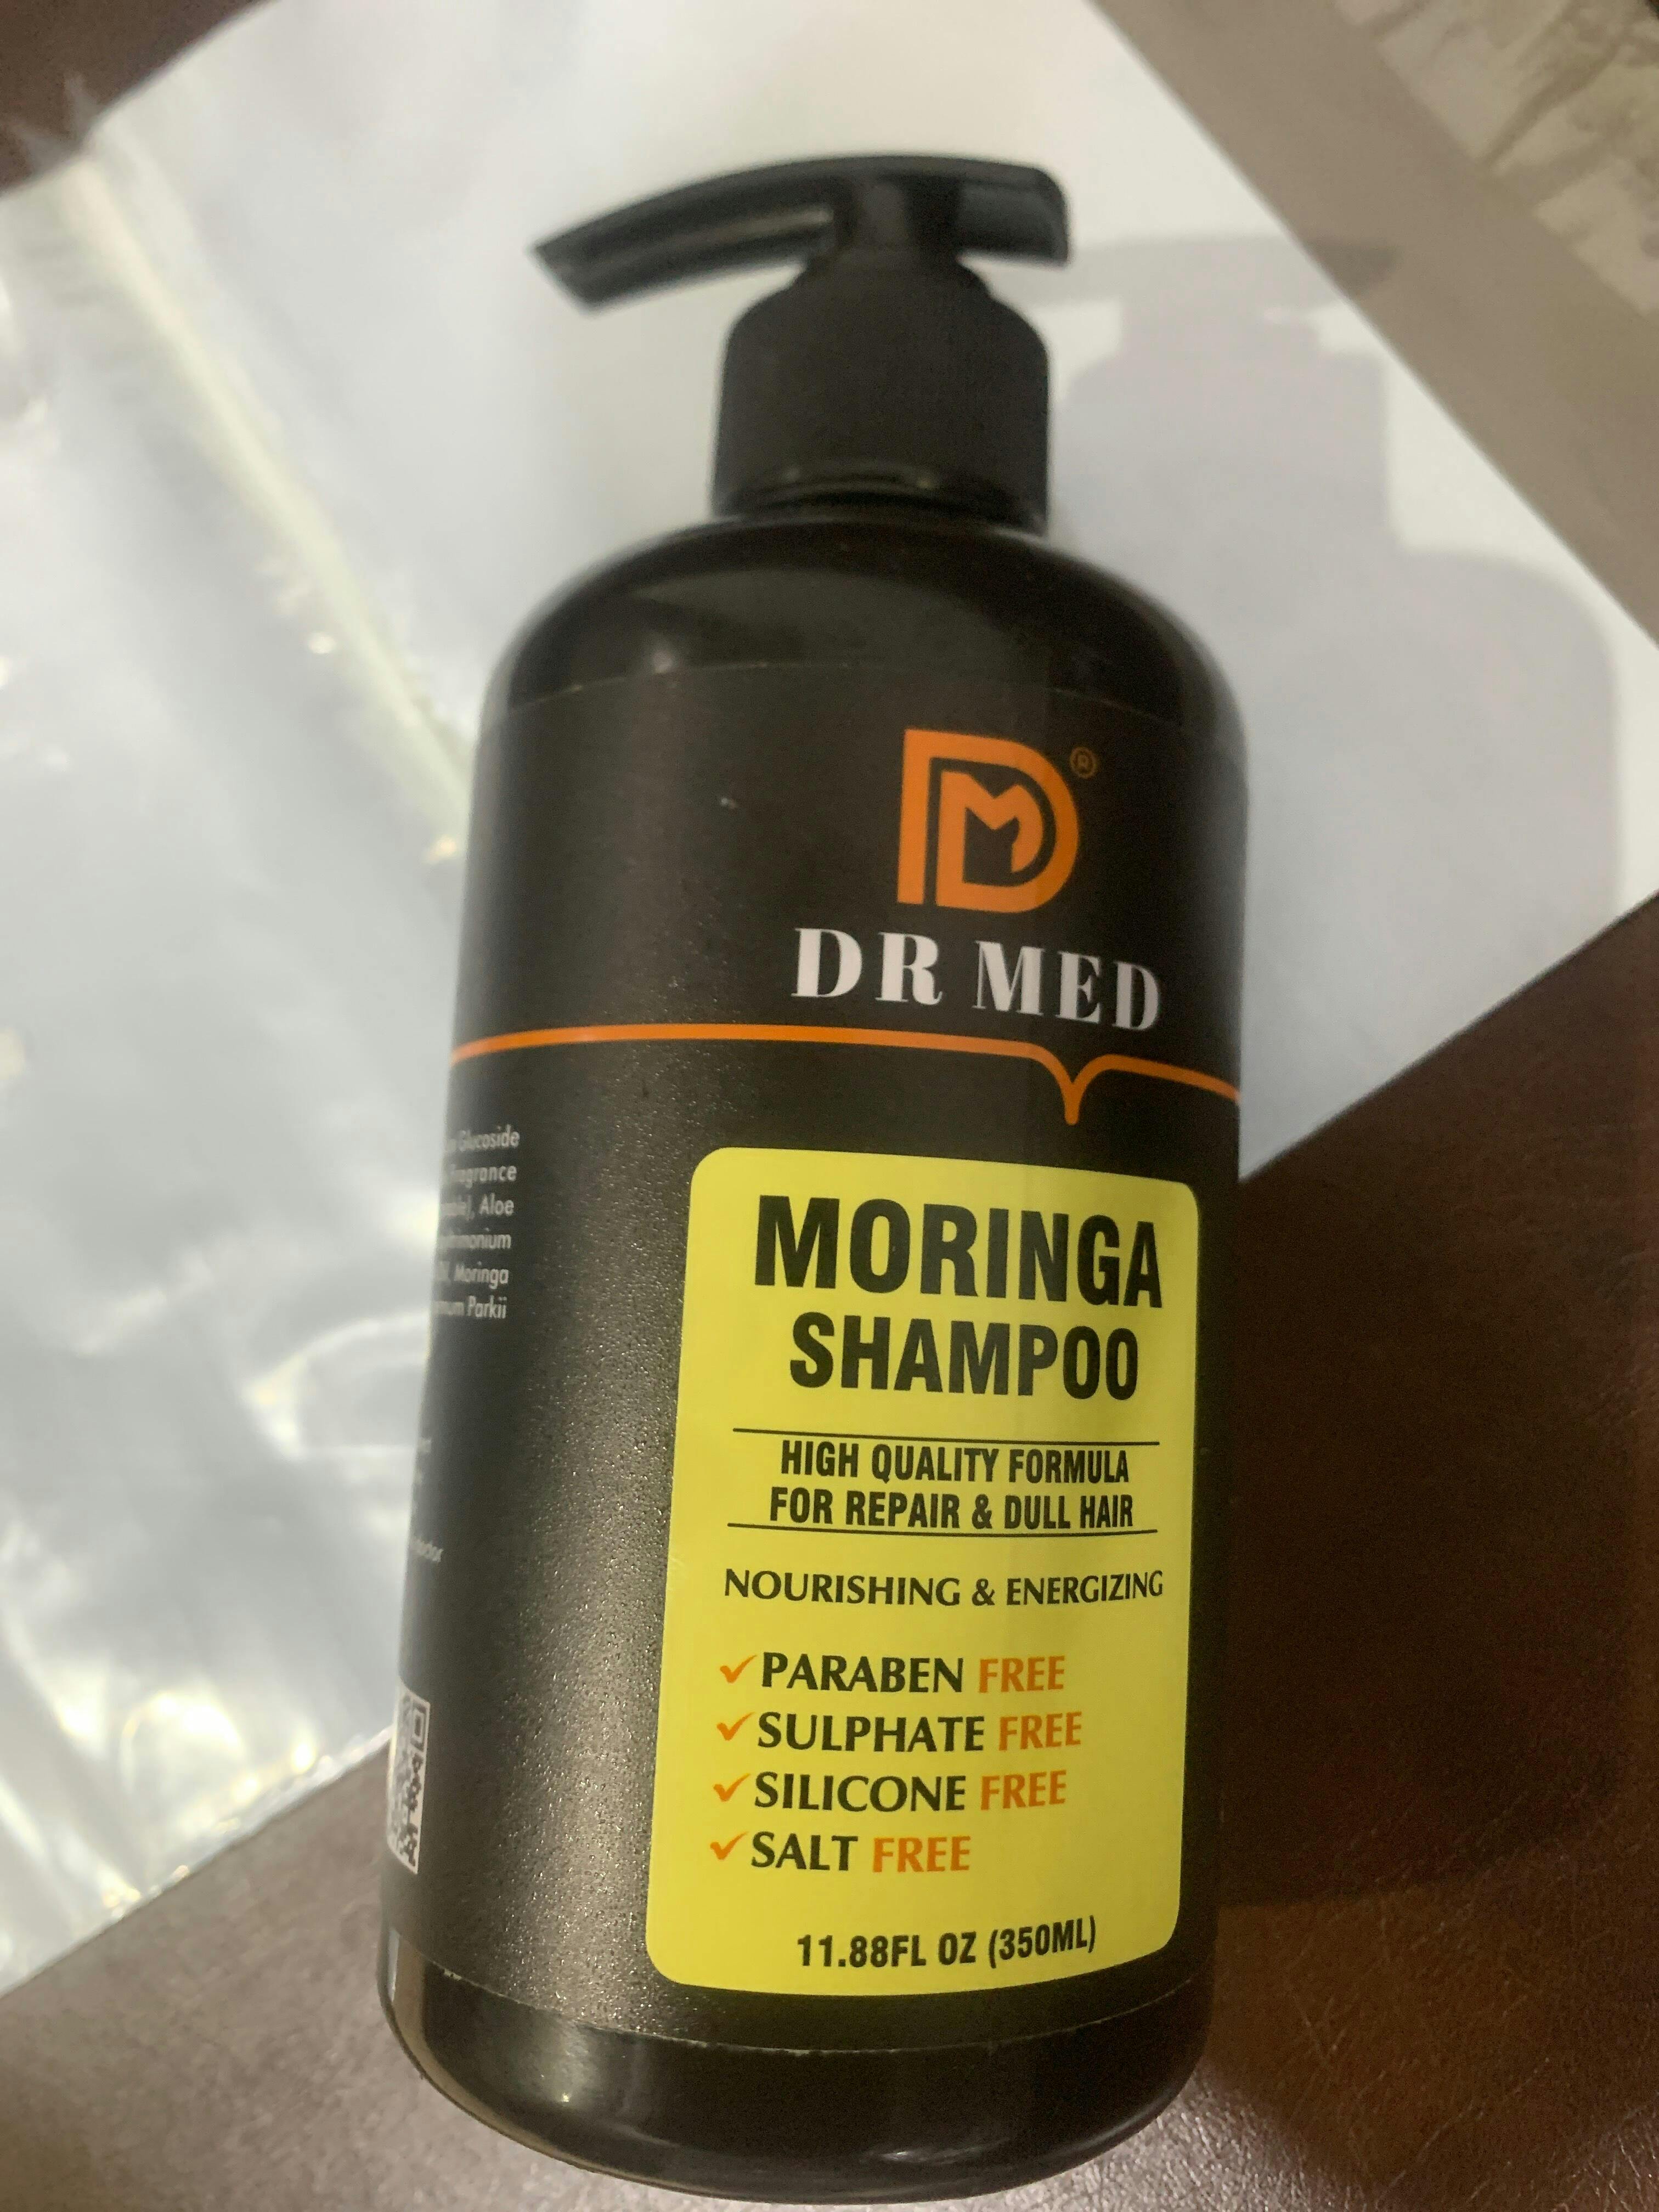 DM
®
DR MED
Glucoside
Fragrance
Aloe
Moringa
Parkii
MORINGA
SHAMPOO
HIGH QUALITY FORMULA
FOR REPAIR & DULL HAIR
NOURISHING & ENERGIZING
✓PARABEN FREE
✓SULPHATE FREE
✓SILICONE FREE
✓SALT FREE
11.88FL OZ (350ML)